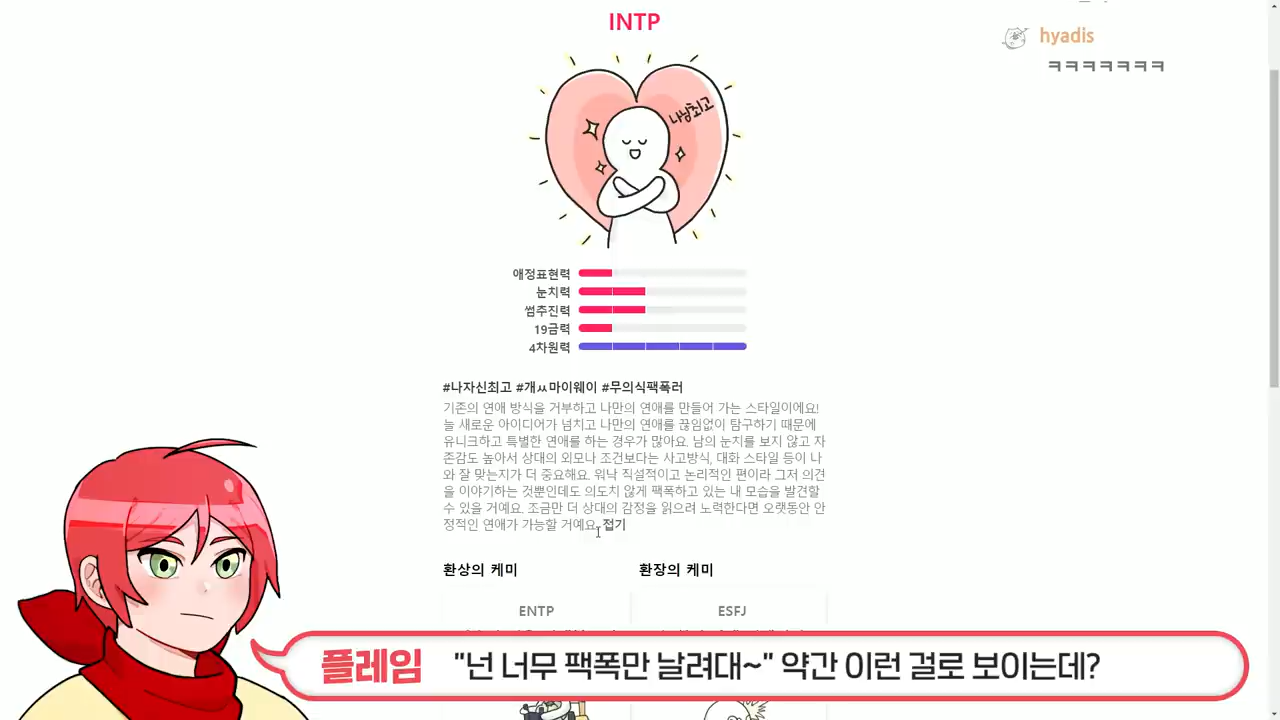 INTP
hyadis
ㅋㅋㅋㅋㅋㅋㅋ
나님최고
애정표현력
눈치력
썸추진력
19금력
4차원력
#나자신최고 #개ㅆ마이웨이 #무의식팩폭러
기존의 연애 방식을 거부하고 나만의 연애를 만들어 가는 스타일이에요!
늘 새로운 아이디어가 넘치고 나만의 연애를 끊임없이 탐구하기 때문에
유니크하고 특별한 연애를 하는 경우가 많아요. 남의 눈치를 보지 않고 자
존감도 높아서 상대의 외모나 조건보다는 사고방식, 대화 스타일 등이 나
와 잘 맞는지가 더 중요해요. 워낙 직설적이고 논리적인 편이라 그저 의견
을 이야기하는 것뿐인데도 의도치 않게 팩폭하고 있는 내 모습을 발견할
수 있을 거예요. 조금만 더 상대의 감정을 읽으려 노력한다면 오랫동안 안
정적인 연애가 가능할 거예요. 접기
환상의 케미
환장의 케미
ENTP
ESFJ
플레임 "넌 너무 팩폭만 날려대~" 약간 이런 걸로 보이는데?